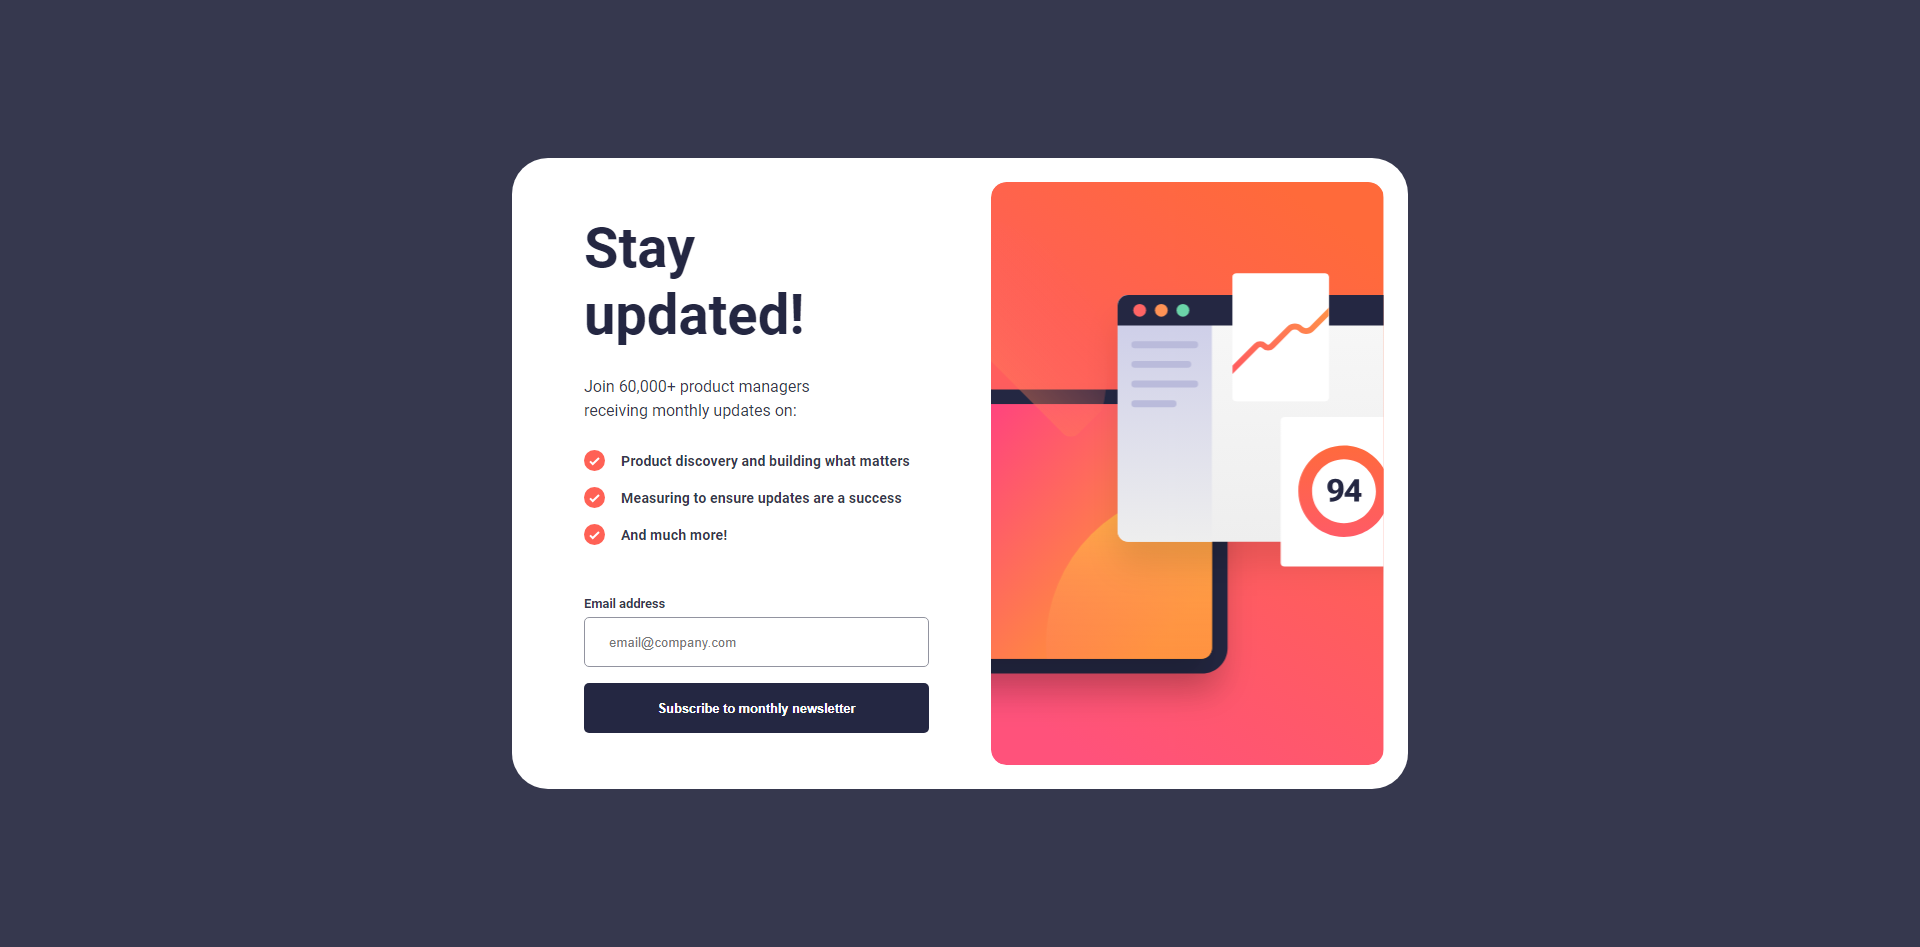 Stay
updated!
Join 60,000+ product managers
receiving monthly updates on:
Product discovery and building what matters
Measuring to ensure updates are a success
And much more!
Email address
email@company.com
Subscribe to monthly newsletter
94